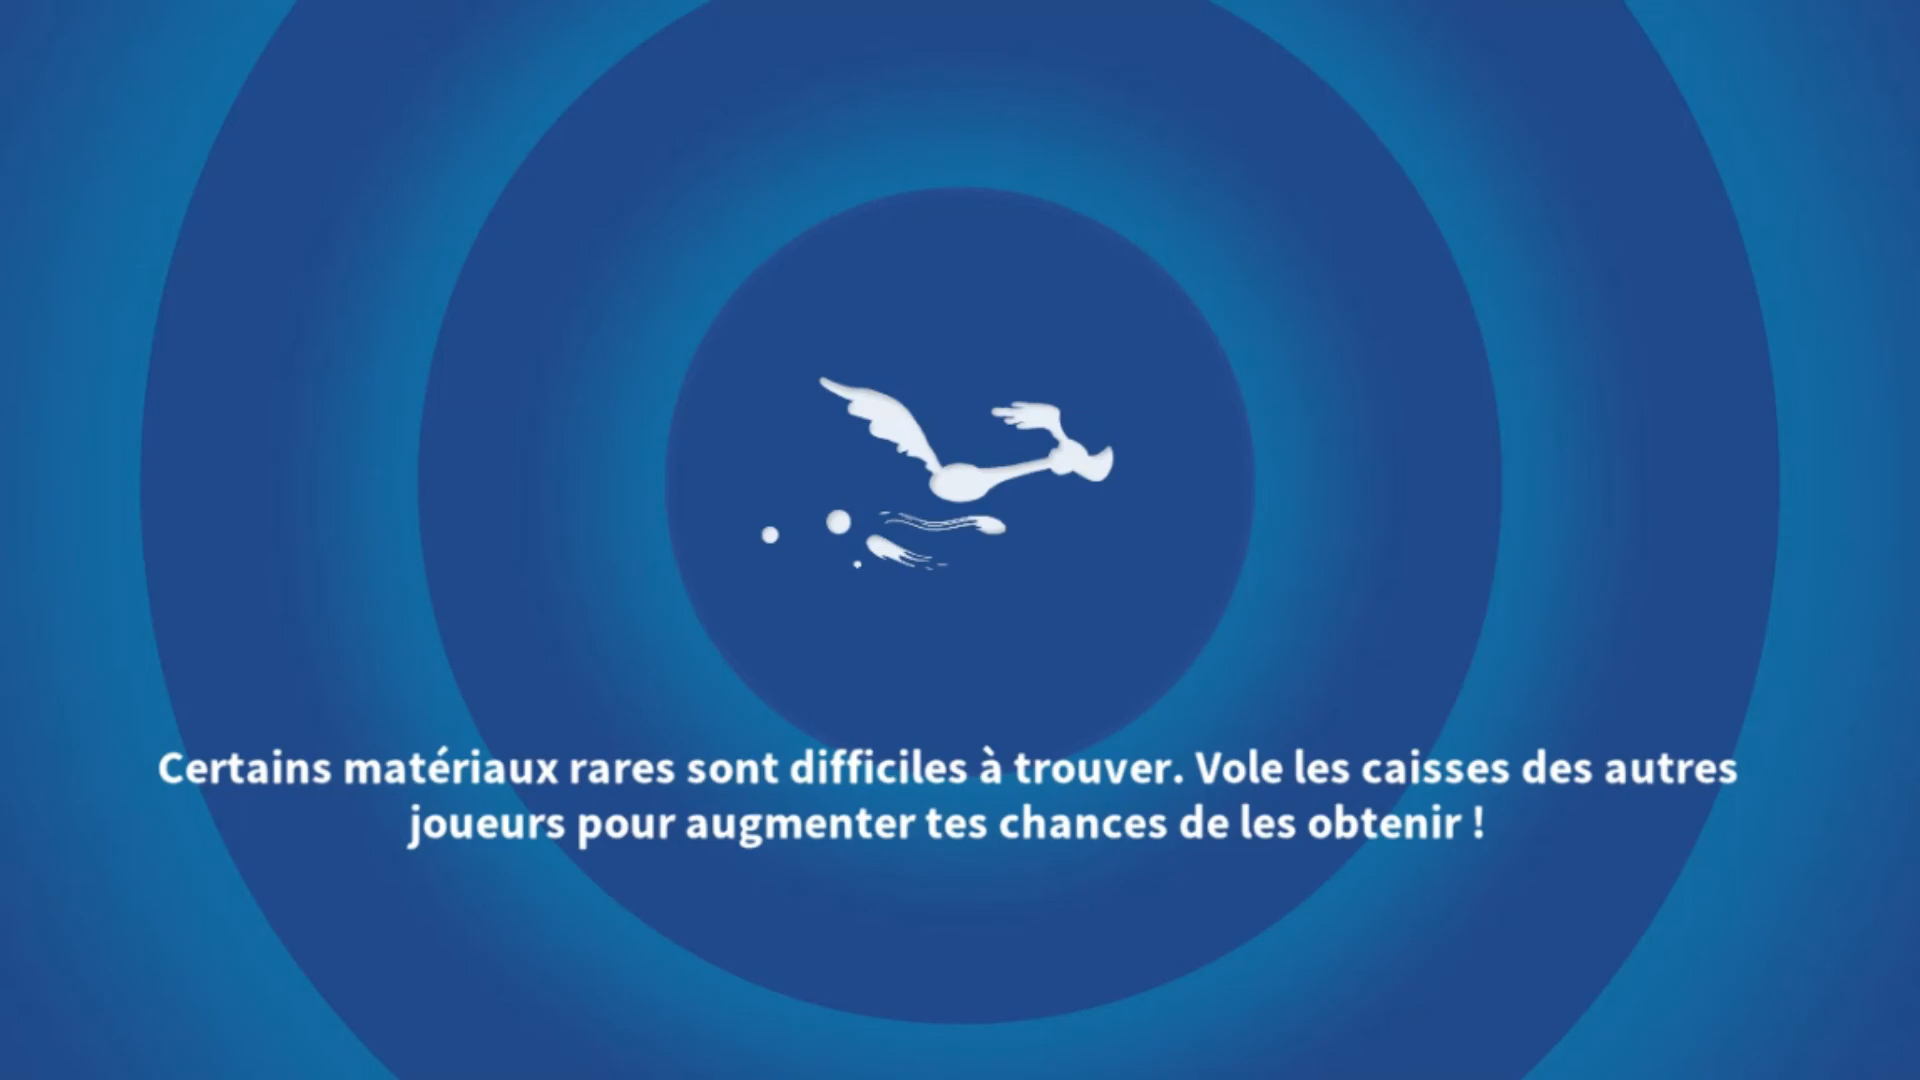 Certains matériaux rares sont difficiles à trouver. Vole les caisses des autres
joueurs pour augmenter tes chances de les obtenir !